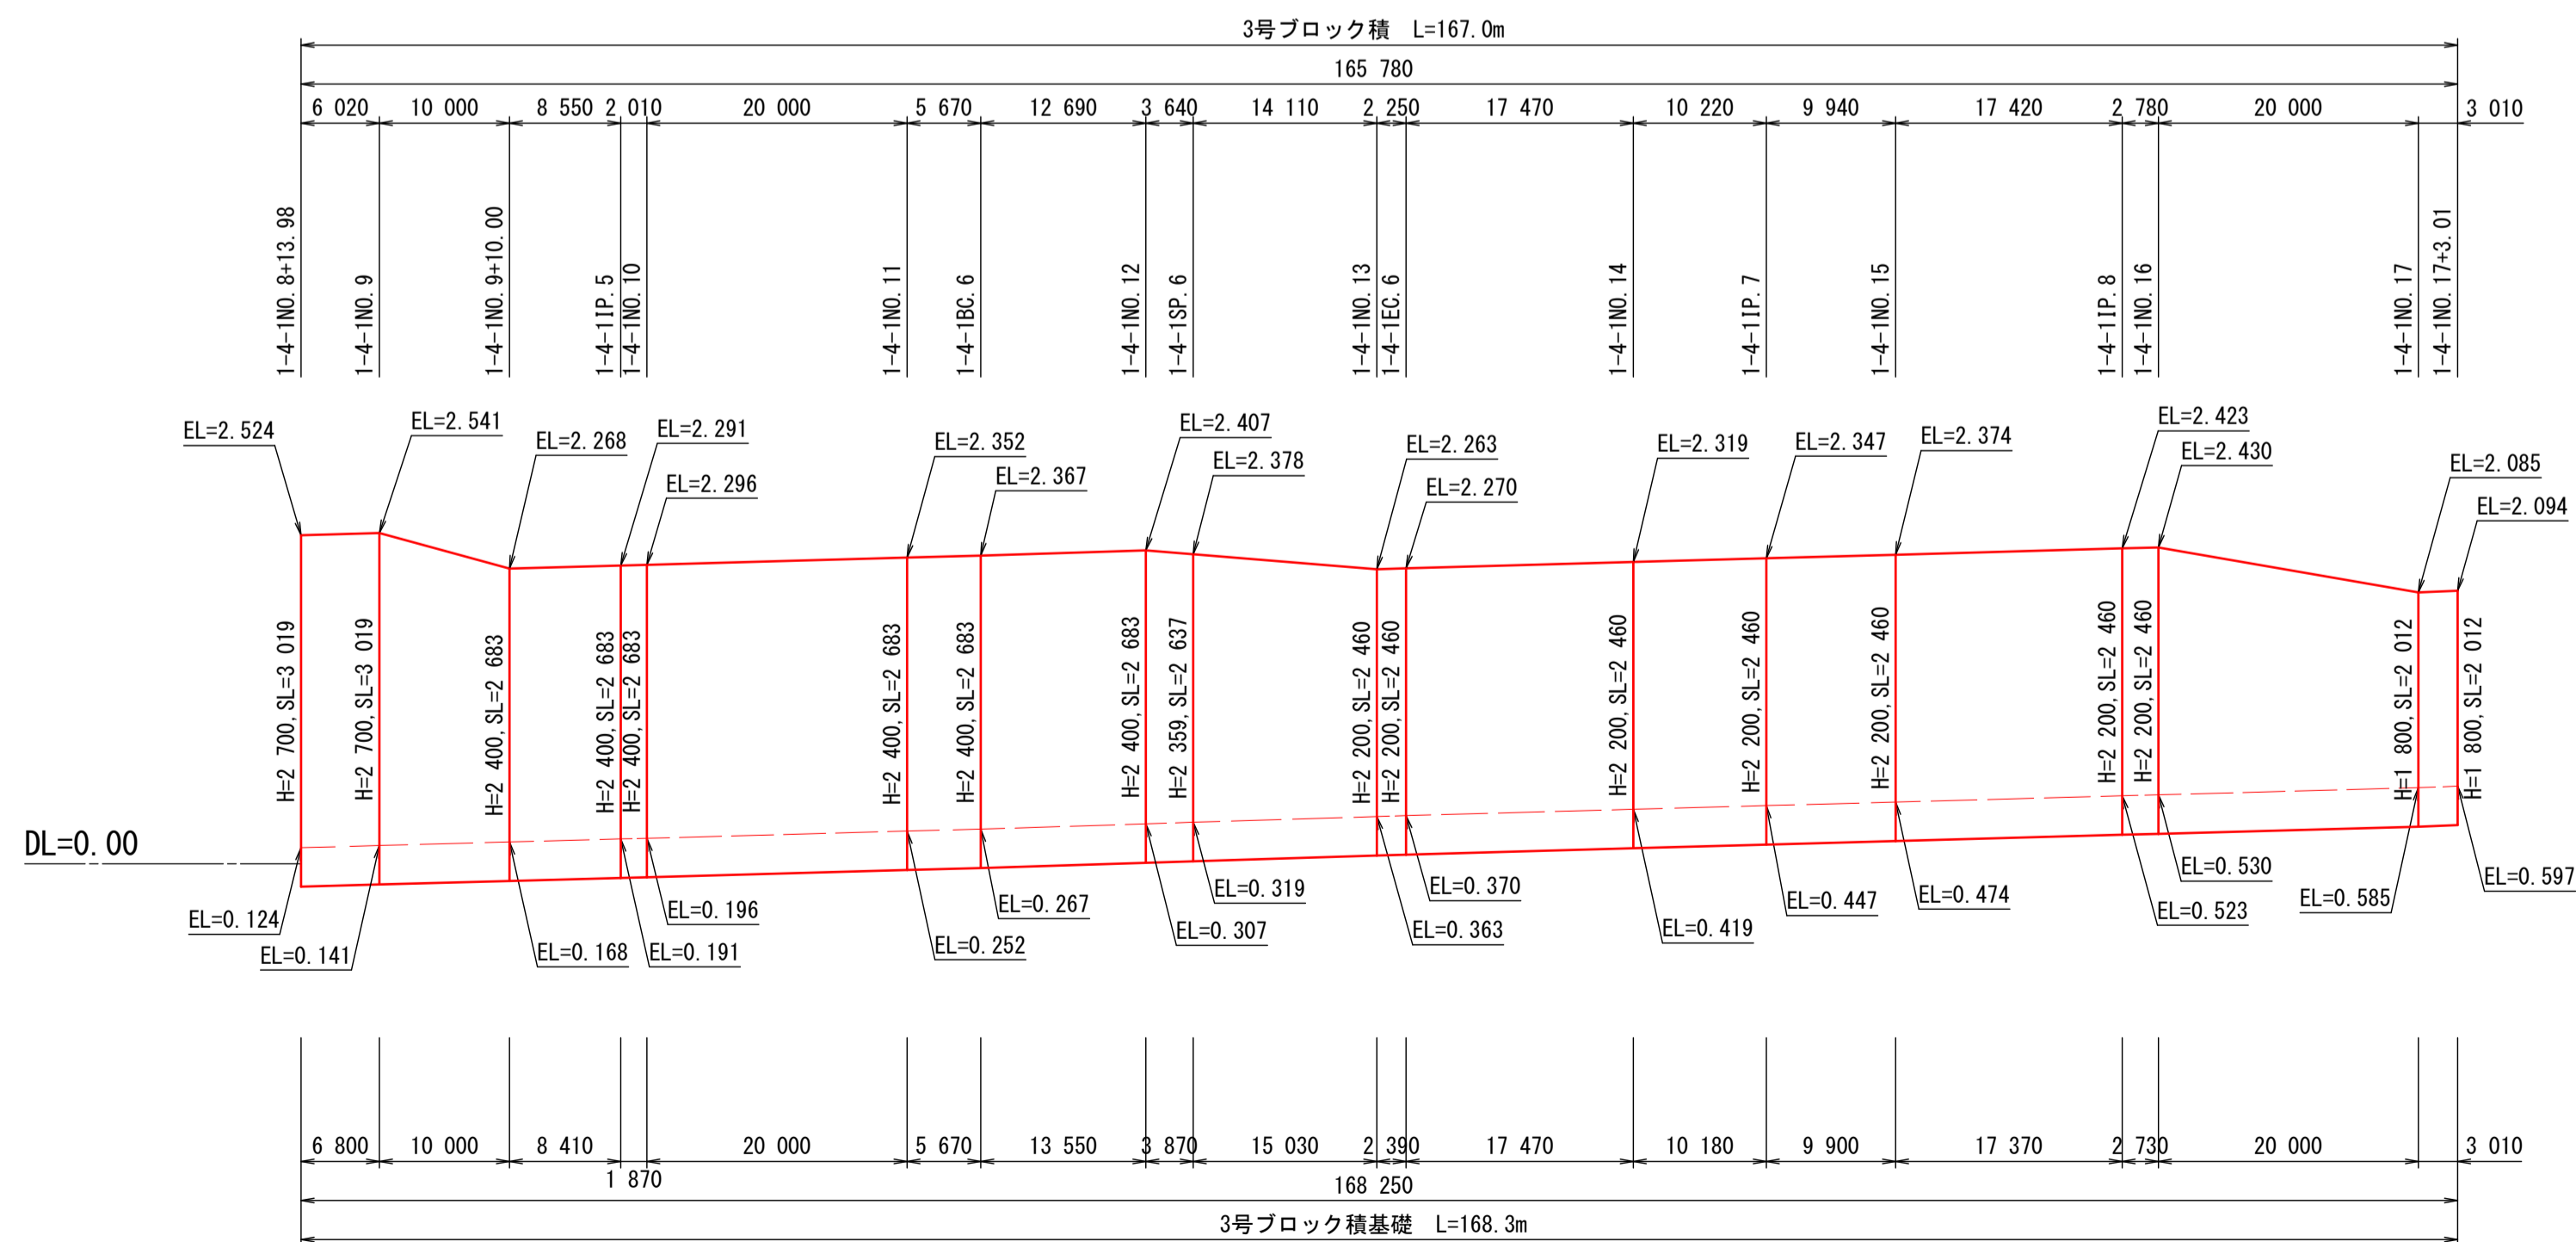 3号ブロック積　L=167.0m
165 780
6 020 10 000 8 550 2 010 20 000 5 670 12 690 3 640 14 110 2 250 17 470 10 220 9 940 17 420 2 780 20 000 3 010
1-4-1NO.8+13.98
1-4-1NO.9
1-4-1NO.9+10.00
1-4-1IP.5
1-4-1NO.10
1-4-1NO.11
1-4-1BC.6
1-4-1NO.12
1-4-1SP.6
1-4-1NO.13
1-4-1EC.6
1-4-1NO.14
1-4-1IP.7
1-4-1NO.15
1-4-1IP.8
1-4-1NO.16
1-4-1NO.17
1-4-1NO.17+3.01
EL=2.524
EL=2.541
EL=2.268
EL=2.291
EL=2.296
EL=2.352
EL=2.367
EL=2.407
EL=2.378
EL=2.263
EL=2.270
EL=2.319
EL=2.347
EL=2.374
EL=2.423
EL=2.430
EL=2.085
EL=2.094
H=2 700,SL=3 019
H=2 700,SL=3 019
H=2 400,SL=2 683
H=2 400,SL=2 683
H=2 400,SL=2 683
H=2 400,SL=2 683
H=2 400,SL=2 683
H=2 400,SL=2 683
H=2 359,SL=2 637
H=2 200,SL=2 460
H=2 200,SL=2 460
H=2 200,SL=2 460
H=2 200,SL=2 460
H=2 200,SL=2 460
H=2 200,SL=2 460
H=2 200,SL=2 460
H=1 800,SL=2 012
H=1 800,SL=2 012
DL=0.00
EL=0.124
EL=0.141
EL=0.168
EL=0.191
EL=0.196
EL=0.252
EL=0.267
EL=0.307
EL=0.319
EL=0.363
EL=0.370
EL=0.419
EL=0.447
EL=0.474
EL=0.523
EL=0.530
EL=0.585
EL=0.597
6 800 10 000 8 410 20 000 5 670 13 550 3 870 15 030 2 390 17 470 10 180 9 900 17 370 2 730 20 000 3 010
1 870
168 250
3号ブロック積基礎　L=168.3m